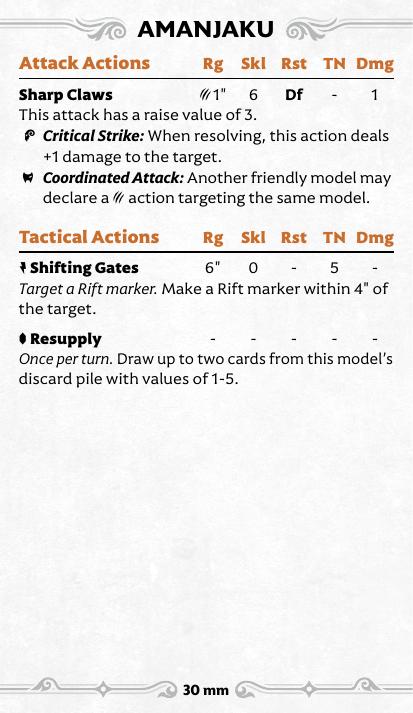 AMANJAKU
Attack Actions Rg Skl Rst TN Dmg
Sharp Claws 1" 6 Df - 1
This attack has a raise value of 3.
Critical Strike: When resolving, this action deals
+1 damage to the target.
Coordinated Attack: Another friendly model may
declare a action targeting the same model.
Tactical Actions Rg Skl Rst TN Dmg
Shifting Gates 6" 0 - 5 -
Target a Rift marker. Make a Rift marker within 4" of
the target.
Resupply - - - - -
Once per turn. Draw up to two cards from this model's
discard pile with values of 1-5.
30 mm